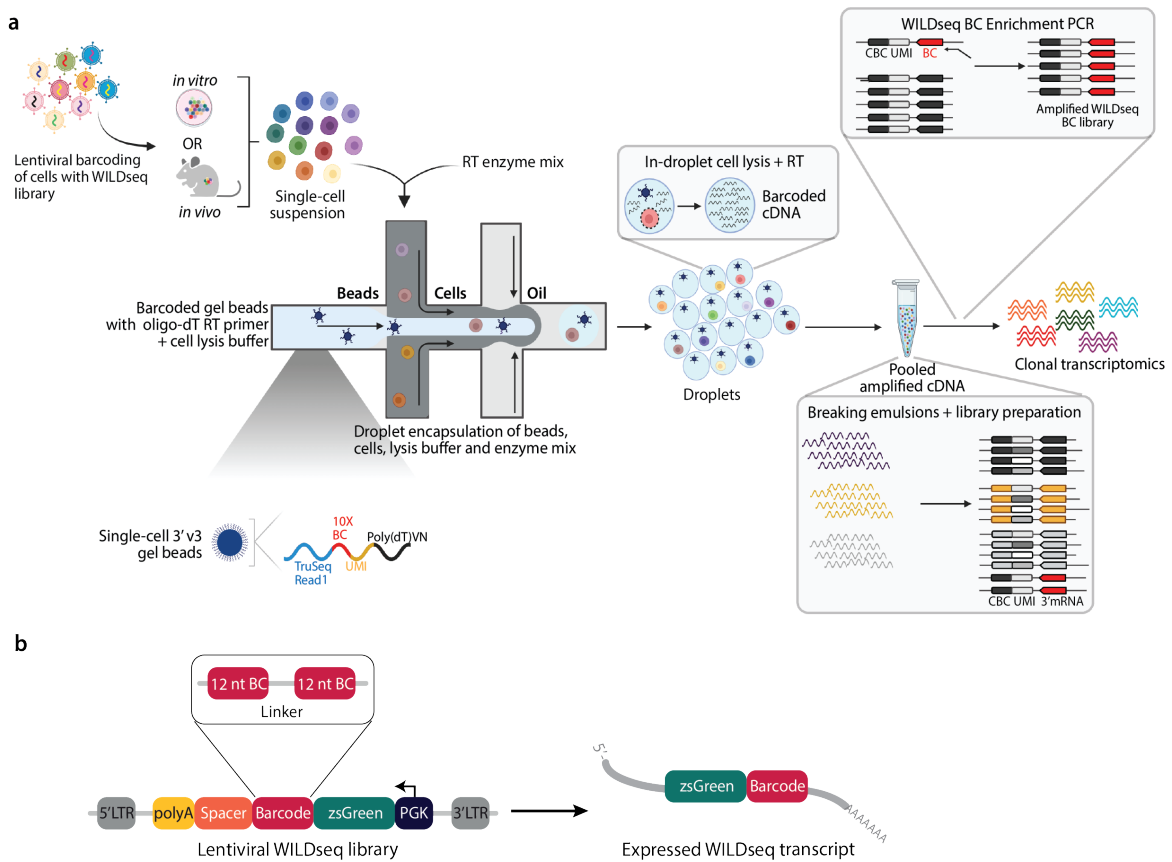 a
Lentiviral barcoding
of cells with WILDseq
library
in vitro
OR
in vivo
Single-cell
suspension
RT enzyme mix
Barcoded gel beads
with oligo-dT RT primer
+ cell lysis buffer
Beads
Cells
Oil
Droplet encapsulation of beads,
cells, lysis buffer and enzyme mix
Single-cell 3’ v3
gel beads
TruSeq
Read1
10X
BC
UMI
Poly(dT)VN
In-droplet cell lysis + RT
Barcoded
cDNA
Droplets
WILDseq BC Enrichment PCR
CBC UMI BC
Amplified WILDseq
BC library
Pooled
amplified cDNA
Clonal transcriptomics
Breaking emulsions + library preparation
CBC UMI 3’mRNA
b
12 nt BC 12 nt BC
Linker
5’LTR polyA Spacer Barcode zsGreen PGK 3’LTR
Lentiviral WILDseq library
5’-
zsGreen Barcode
AAAAAAA
Expressed WILDseq transcript